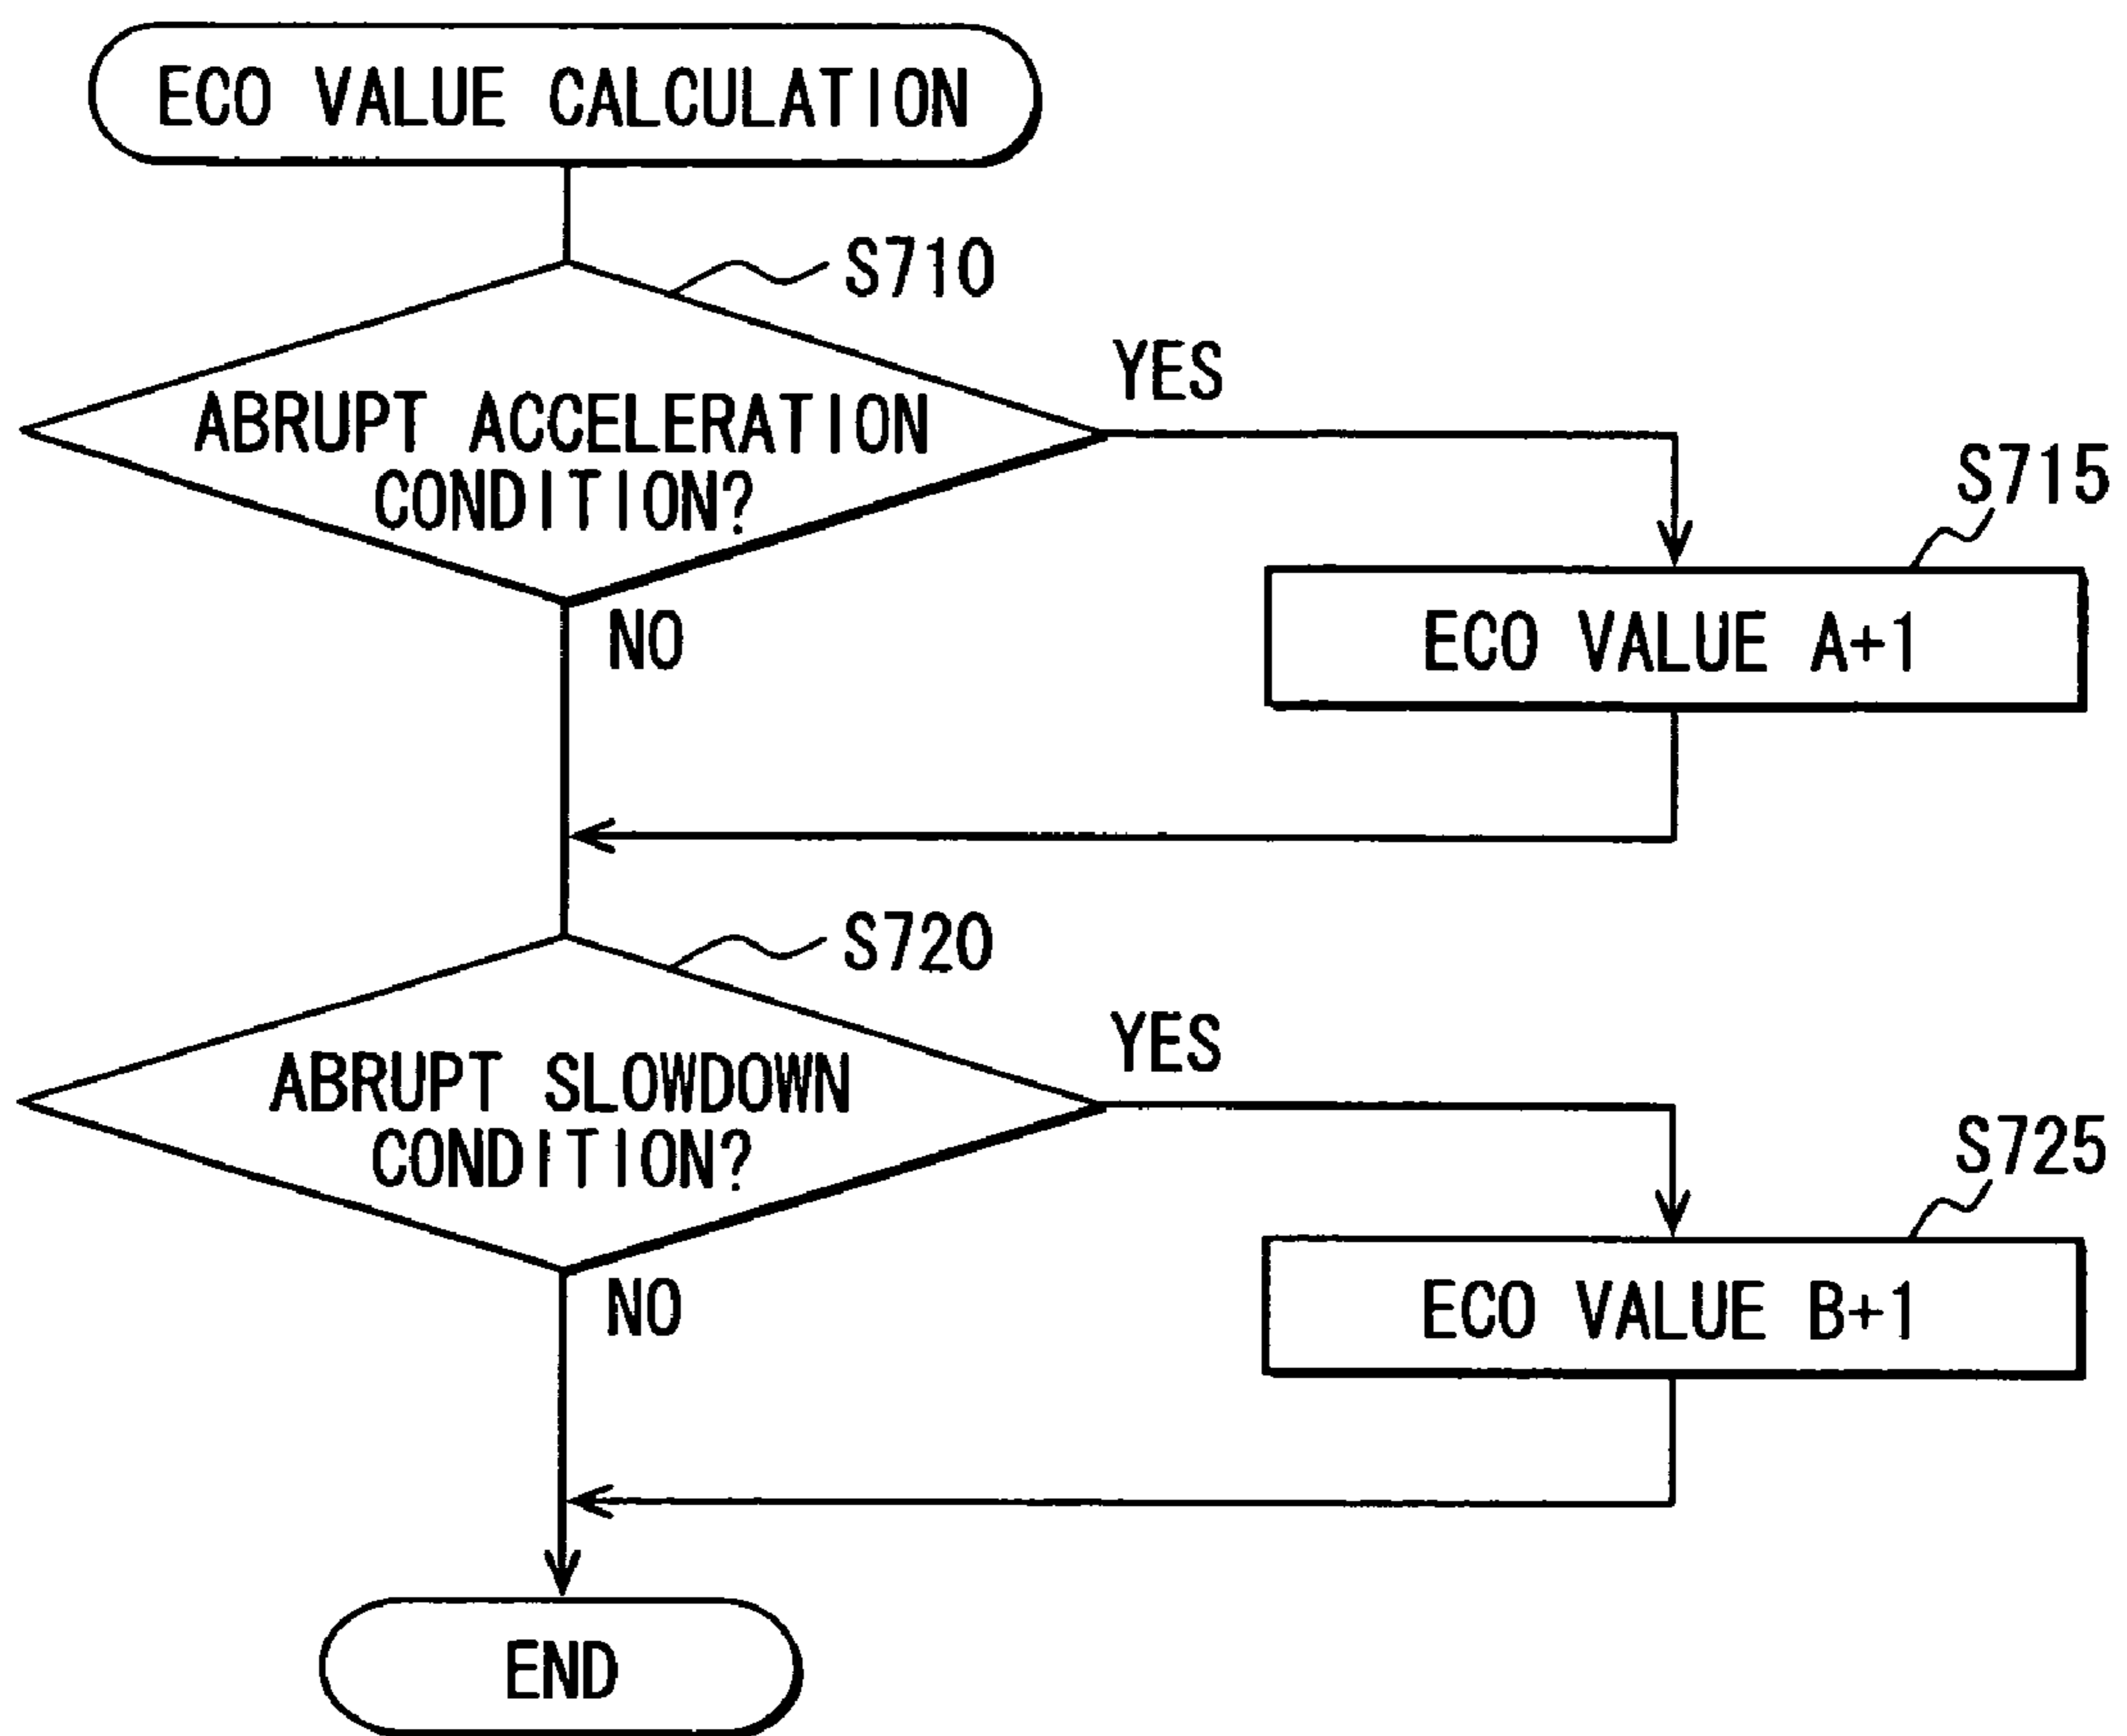 ECO VALUE CALCULATION
S710
ABRUPT ACCELERATION
CONDITION?
YES
S715
ECO VALUE A+1
NO
S720
ABRUPT SLOWDOWN
CONDITION?
YES
S725
ECO VALUE B+1
NO
END